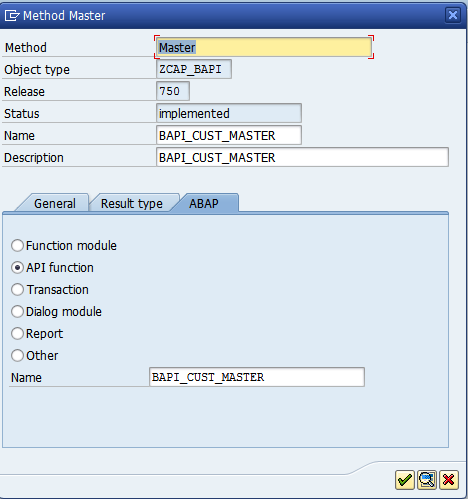 Method Master
Method Master
Object type ZCAP_BAPI
Release 750
Status implemented
Name BAPI_CUST_MASTER
Description BAPI_CUST_MASTER
General Result type ABAP
Function module
API function
Transaction
Dialog module
Report
Other
Name BAPI_CUST_MASTER